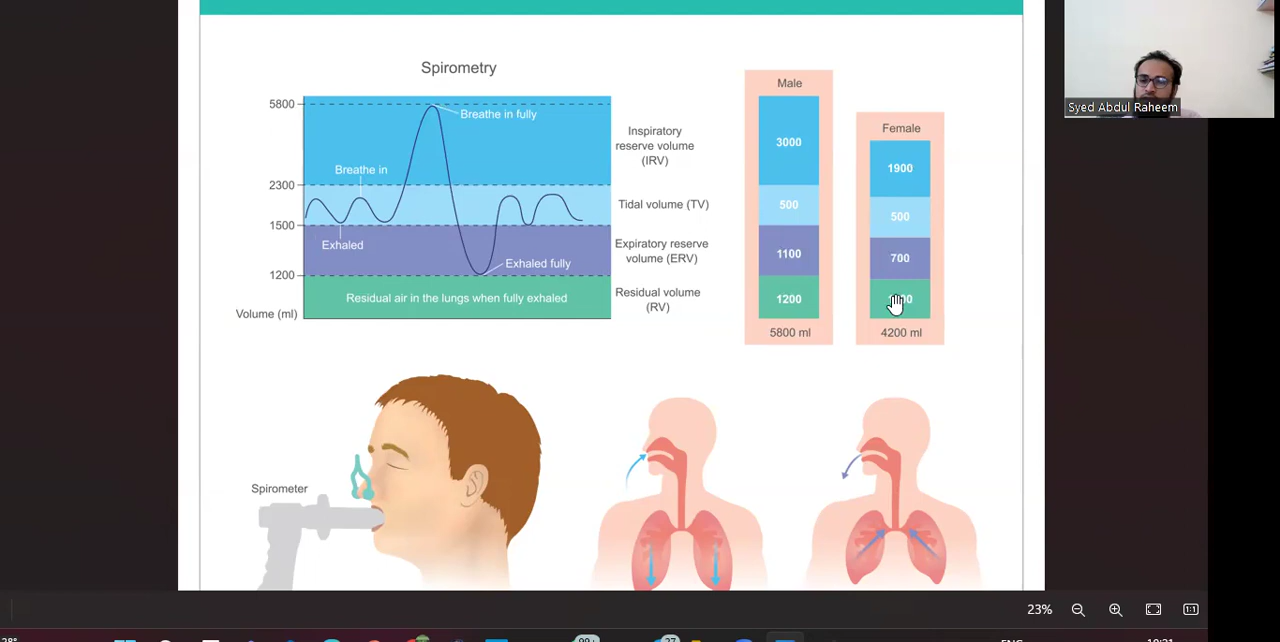 Spirometry
5800
2300
1500
1200
Volume (ml)
Breathe in fully
Breathe in
Exhaled
Exhaled fully
Residual air in the lungs when fully exhaled
Inspiratory
reserve volume
(IRV)
Tidal volume (TV)
Expiratory reserve
volume (ERV)
Residual volume
(RV)
Male
3000
500
1100
1200
5800 ml
Female
1900
500
700
4200 ml
Spirometer
Syed Abdul Raheem
23%
1:1